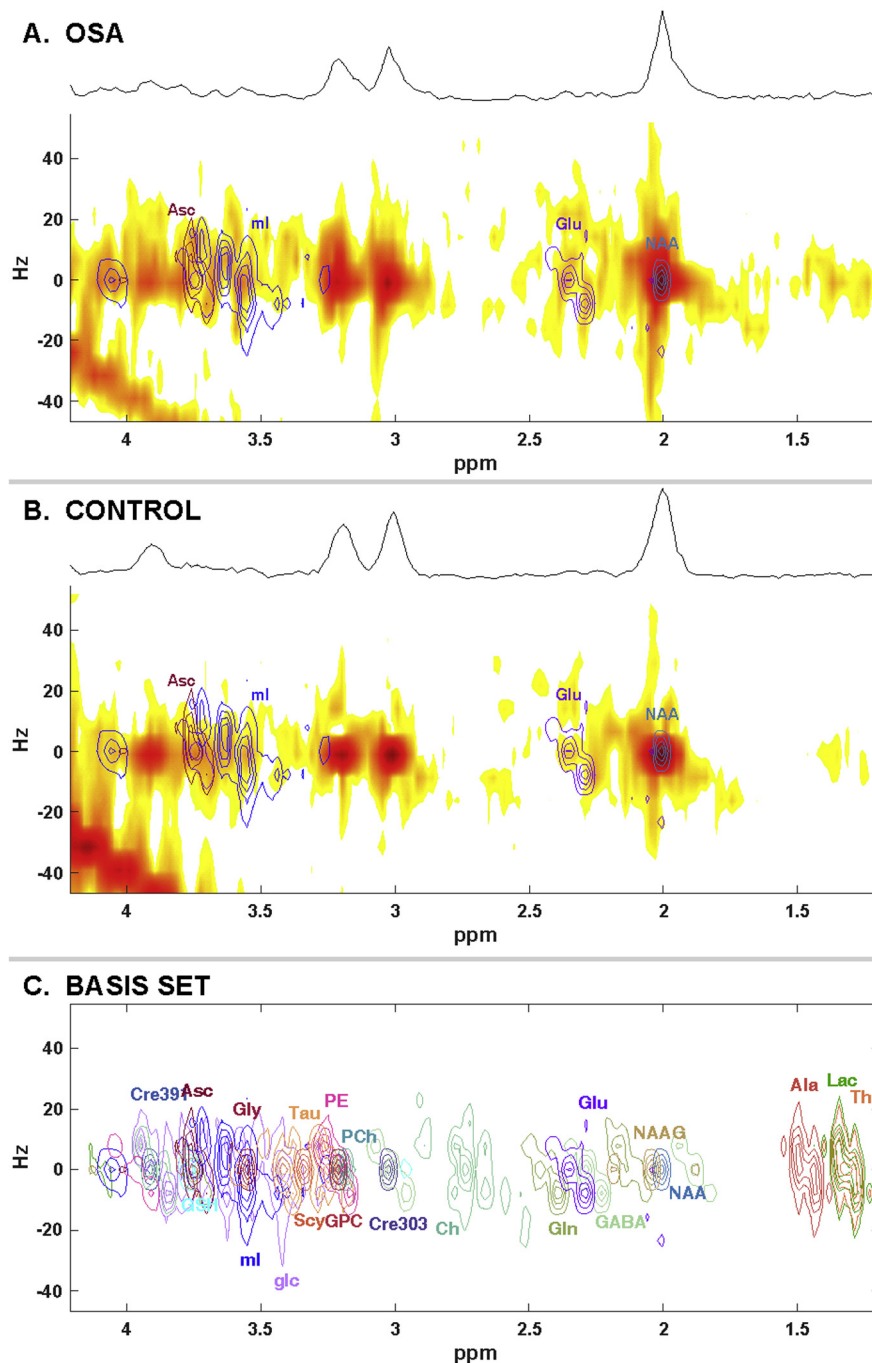 A. OSA
Hz
40
20
0
-20
-40
Asc
mI
Glu
NAA
4
3.5
3
2.5
2
1.5
ppm
B. CONTROL
Hz
40
20
0
-20
-40
Asc
mI
Glu
NAA
4
3.5
3
2.5
2
1.5
ppm
C. BASIS SET
Hz
40
20
0
-20
-40
Cre391
Asc
Gly
Tau
PE
PCh
Glu
NAAG
NAA
Ala
Lac
Th
GSH
mI
glc
Scy
GPC
Cre303
Ch
Gln
GABA
4
3.5
3
2.5
2
1.5
ppm